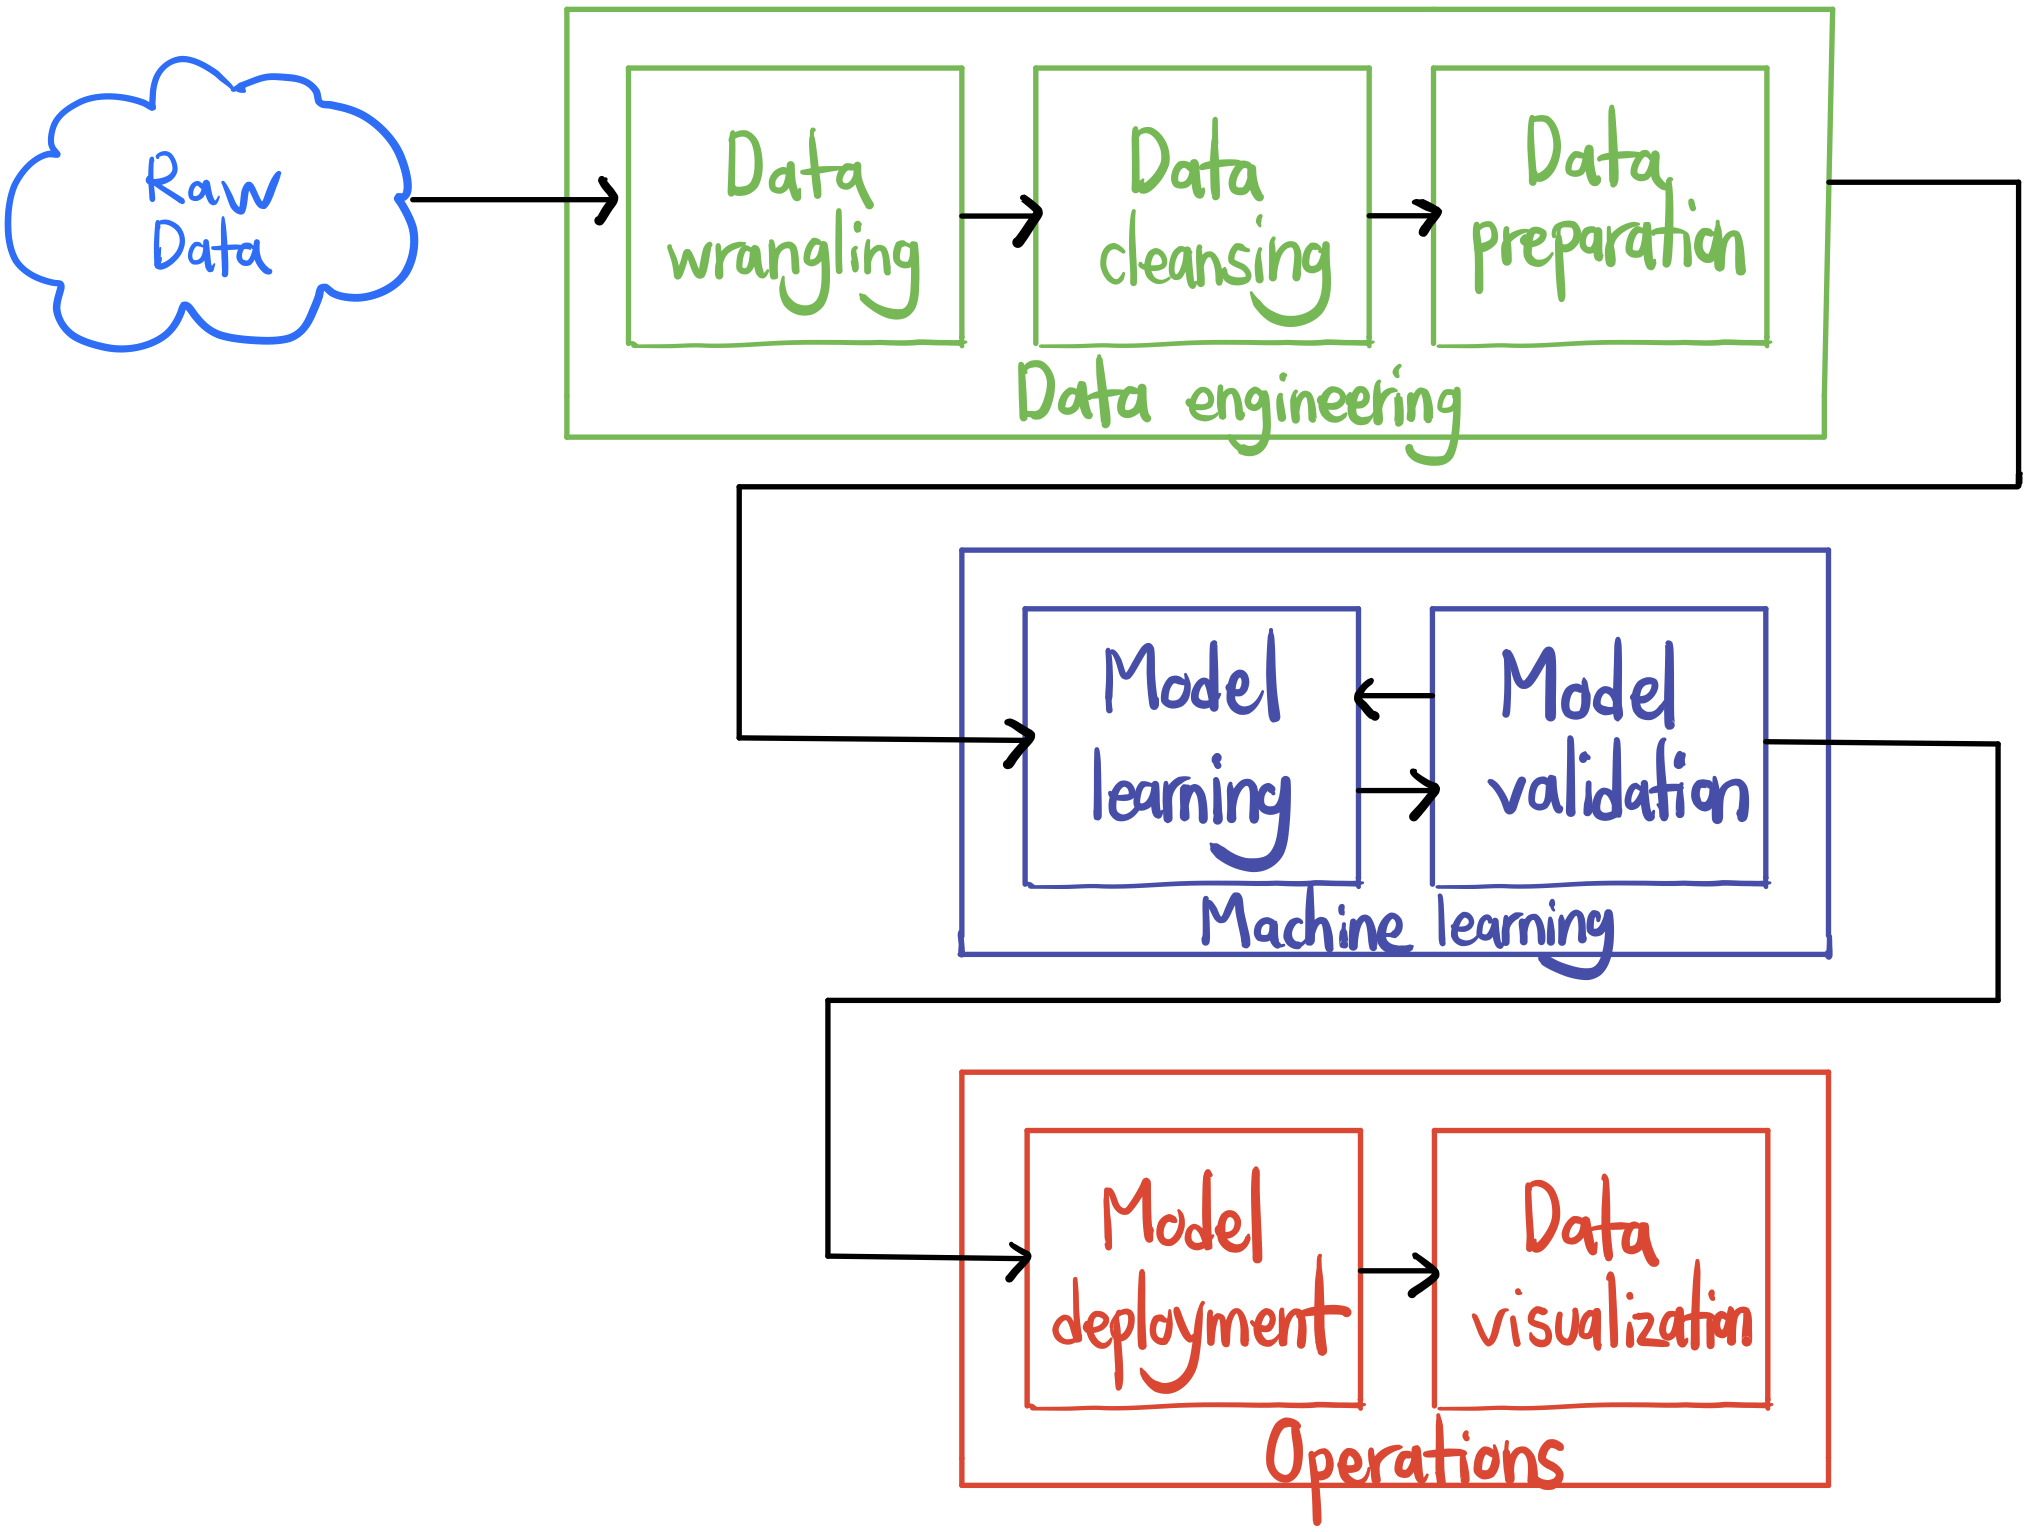 Raw
Data
Data
wrangling
Data
cleansing
Data
preparation
Data engineering
Model
learning
Model
validation
Machine learning
Model
deployment
Data
visualization
Operations